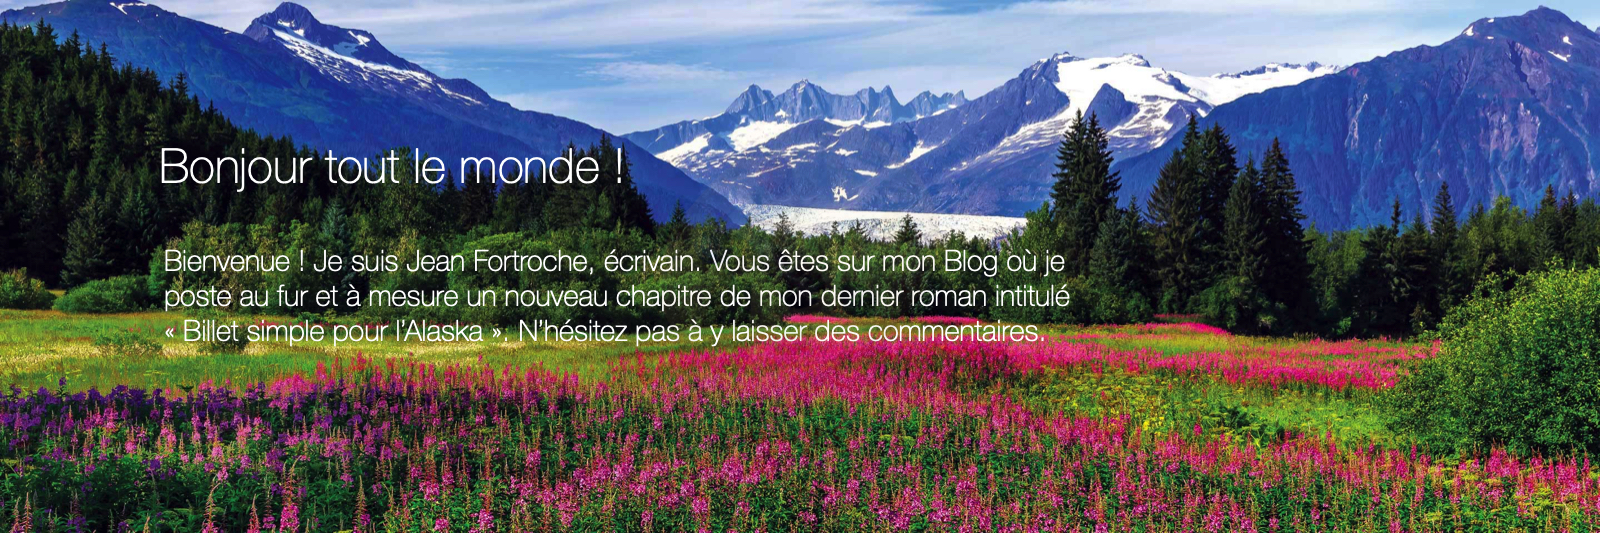 Bonjour tout le monde !
Bienvenue ! Je suis Jean Fortroche, écrivain. Vous êtes sur mon Blog où je
poste au fur et à mesure un nouveau chapitre de mon dernier roman intitulé
« Billet simple pour l’Alaska ». N’hésitez pas à y laisser des commentaires.